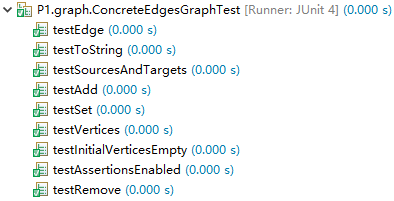 P1.graph.ConcreteEdgesGraphTest [Runner: JUnit 4] (0.000 s)
testEdge (0.000 s)
testToString (0.000 s)
testSourcesAndTargets (0.000 s)
testAdd (0.000 s)
testSet (0.000 s)
testVertices (0.000 s)
testInitialVerticesEmpty (0.000 s)
testAssertionsEnabled (0.000 s)
testRemove (0.000 s)